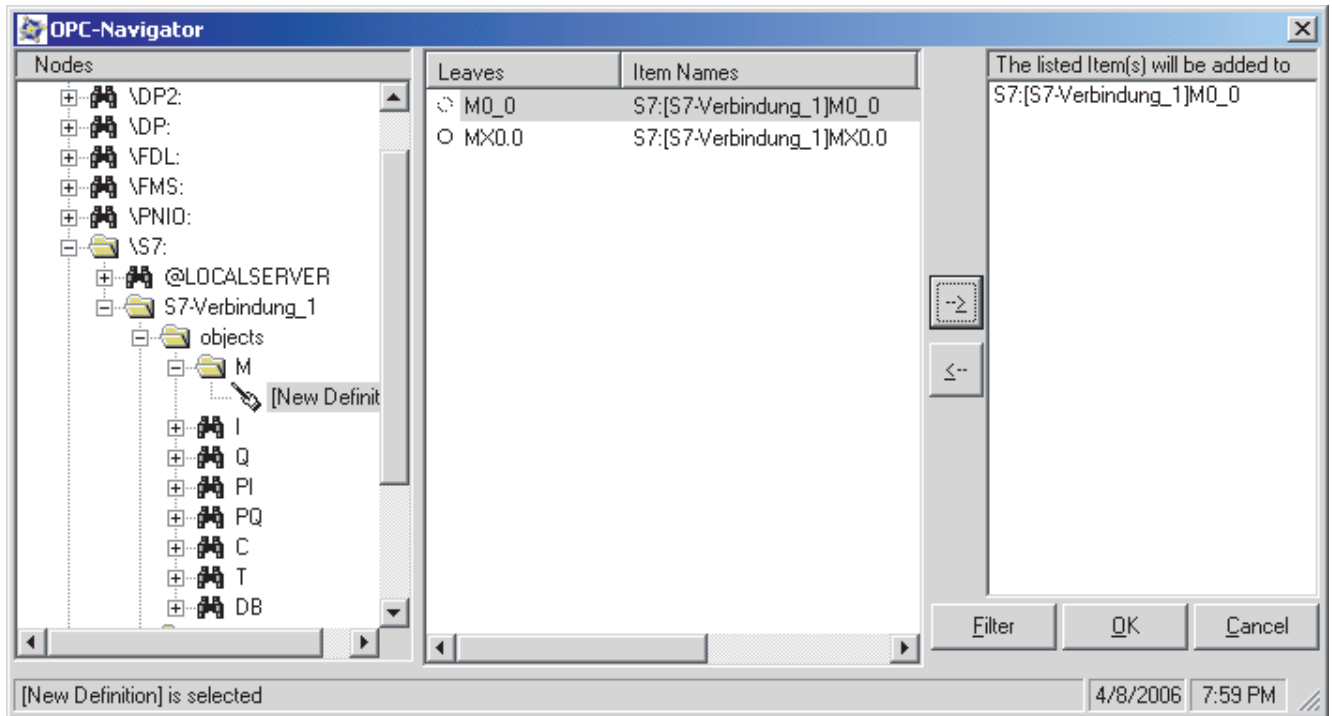 OPC-Navigator
Nodes
\DP2:
\DP:
\FDL:
\FMS:
\PNIO:
\S7:
@LOCALSERVER
S7-Verbindung_1
objects
M
[New Definit
I
Q
PI
PQ
C
T
DB
Leaves Item Names
M0_0 S7:[S7-Verbindung_1]M0_0
MX0.0 S7:[S7-Verbindung_1]MX0.0
-->
<--
The listed Item(s) will be added to
S7:[S7-Verbindung_1]M0_0
Filter OK Cancel
[New Definition] is selected 4/8/2006 7:59 PM